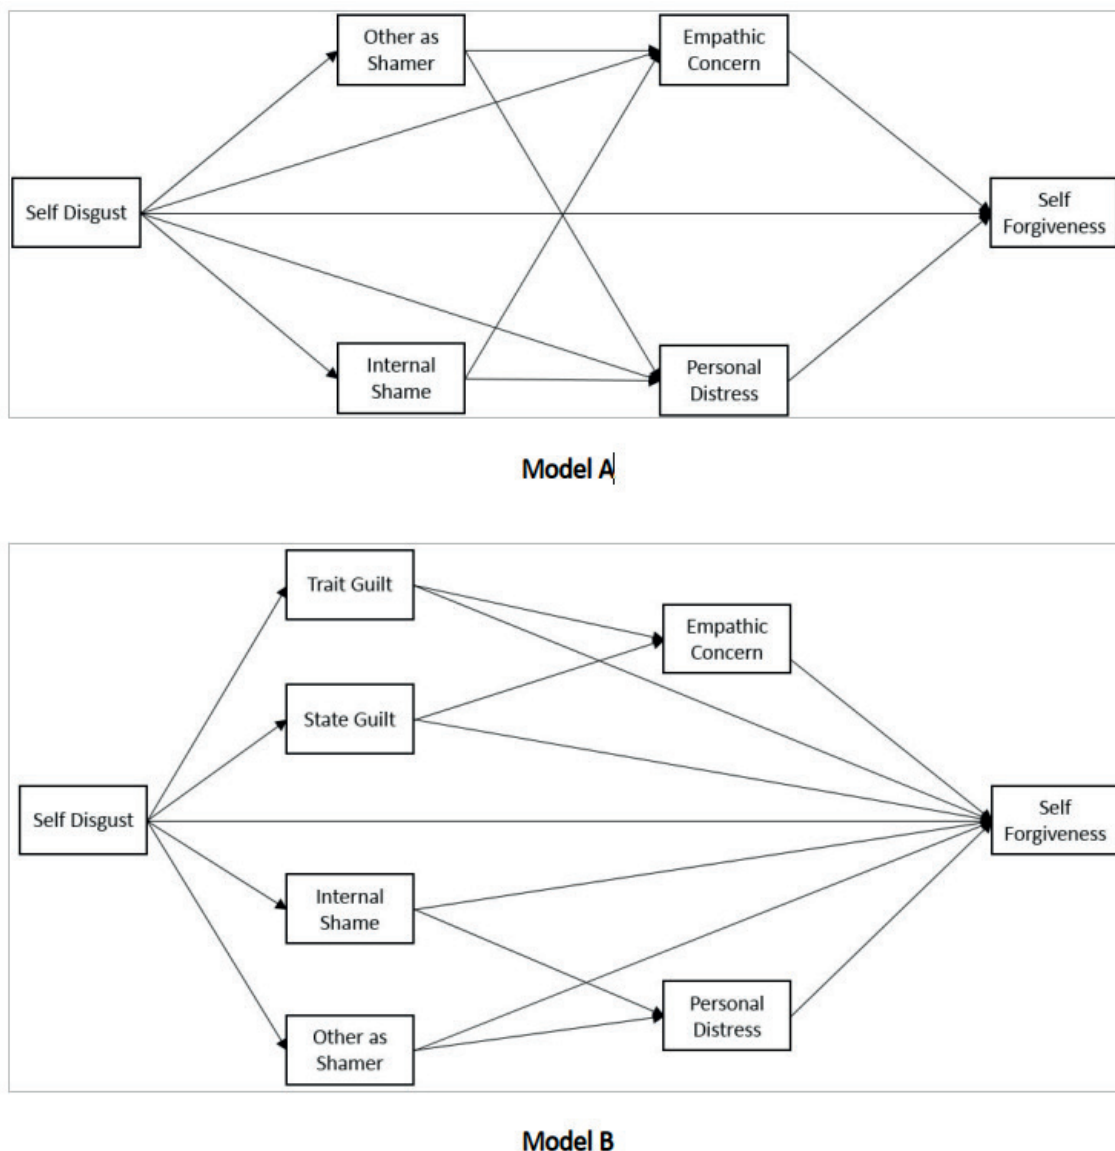 Other as
Shamer
Empathic
Concern
Self Disgust
Self
Forgiveness
Internal
Shame
Personal
Distress
Model A
Trait Guilt
Empathic
Concern
State Guilt
Self Disgust
Self
Forgiveness
Internal
Shame
Personal
Distress
Other as
Shamer
Model B